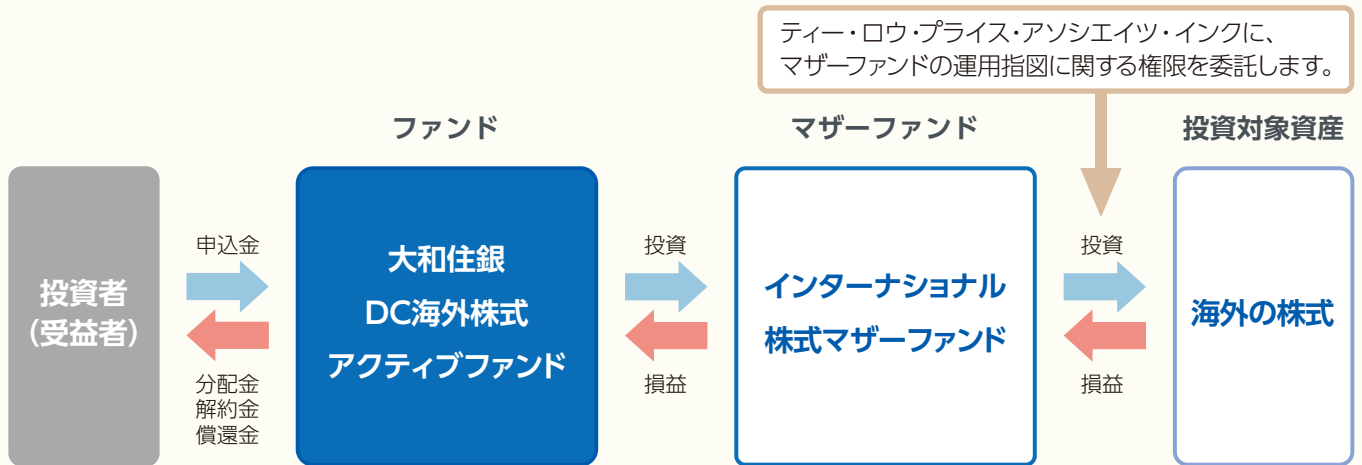 ティー・ロウ・プライス・アソシエイツ・インクに、
マザーファンドの運用指図に関する権限を委託します。
ファンド
マザーファンド
投資対象資産
投資者
(受益者)
申込金
分配金
解約金
償還金
大和住銀
DC海外株式
アクティブファンド
投資
損益
インターナショナル
株式マザーファンド
投資
損益
海外の株式